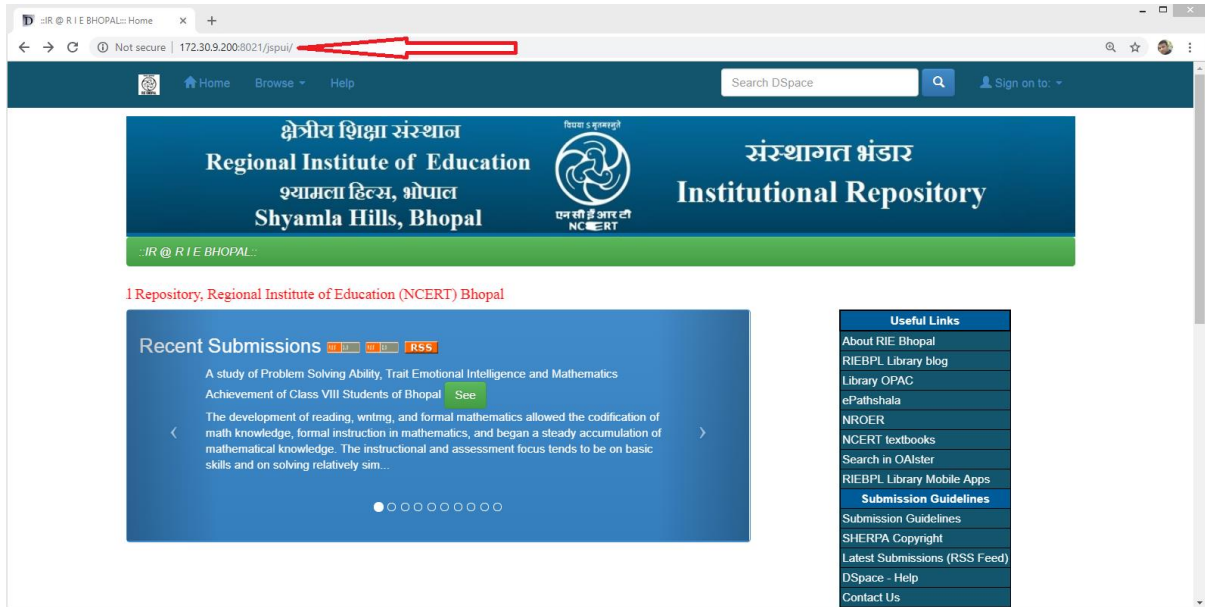 ::IR @ R I E BHOPAL::: Home
Not secure | 172.30.9.200:8021/jspui/
Home Browse Help Search DSpace Sign on to:
क्षेत्रीय शिक्षा संस्थान
Regional Institute of Education
श्यामला हिल्स, भोपाल
Shyamla Hills, Bhopal
एन सी ई आर टी
NCERT
संस्थागत भंडार
Institutional Repository
::IR @ R I E BHOPAL::
l Repository, Regional Institute of Education (NCERT) Bhopal
Recent Submissions RSS
A study of Problem Solving Ability, Trait Emotional Intelligence and Mathematics
Achievement of Class VIII Students of Bhopal See
The development of reading, wntmg, and formal mathematics allowed the codification of
math knowledge, formal instruction in mathematics, and began a steady accumulation of
mathematical knowledge. The instructional and assessment focus tends to be on basic
skills and on solving relatively sim...
Useful Links
About RIE Bhopal
RIEBPL Library blog
Library OPAC
ePathshala
NROER
NCERT textbooks
Search in OAIster
RIEBPL Library Mobile Apps
Submission Guidelines
Submission Guidelines
SHERPA Copyright
Latest Submissions (RSS Feed)
DSpace - Help
Contact Us